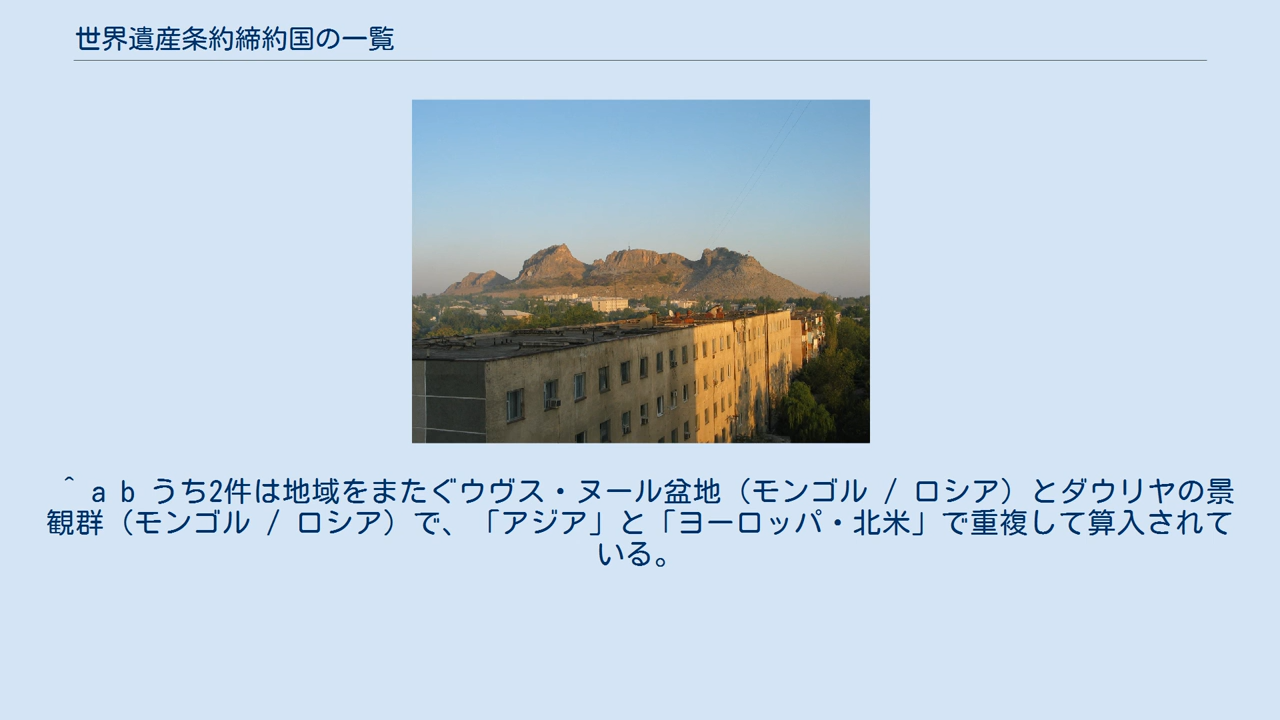 世界遺産条約締約国の一覧
^ a b うち2件は地域をまたぐウヴス・ヌール盆地（モンゴル / ロシア）とダウリヤの景
観群（モンゴル / ロシア）で、「アジア」と「ヨーロッパ・北米」で重複して算入されて
いる。